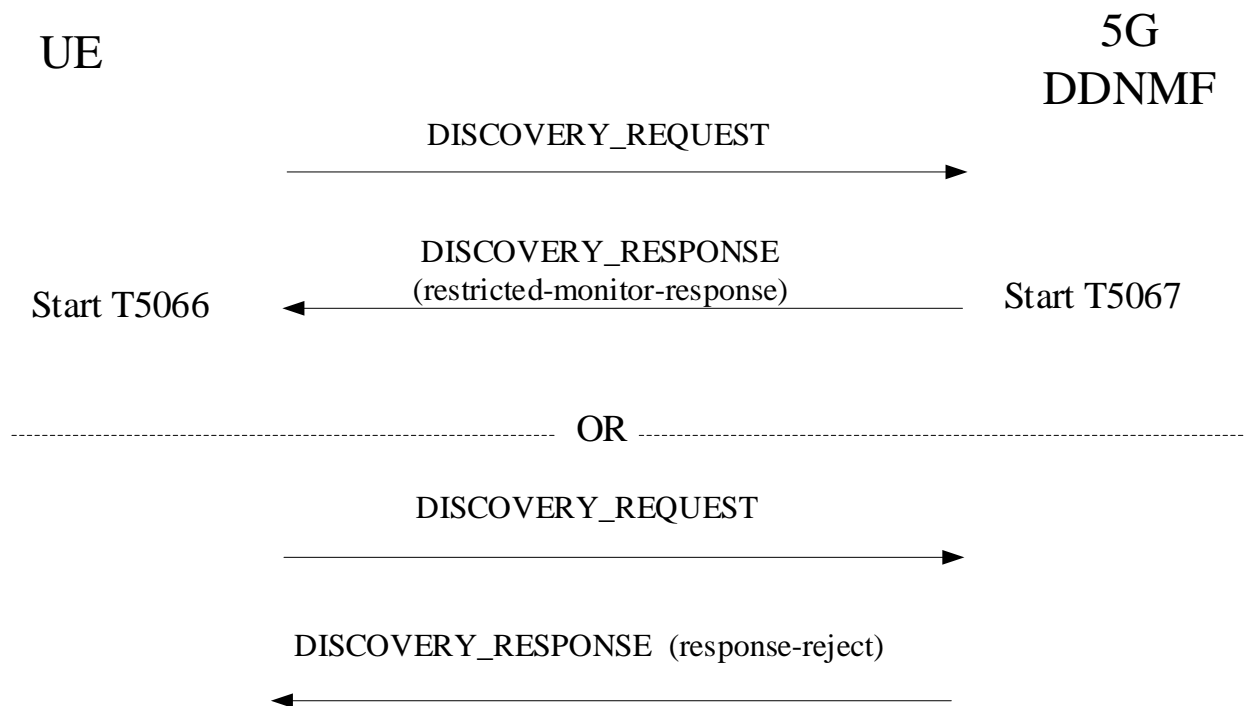 UE
5G
DDNMF
DISCOVERY_REQUEST
DISCOVERY_RESPONSE
(restricted-monitor-response)
Start T5066
Start T5067
OR
DISCOVERY_REQUEST
DISCOVERY_RESPONSE (response-reject)